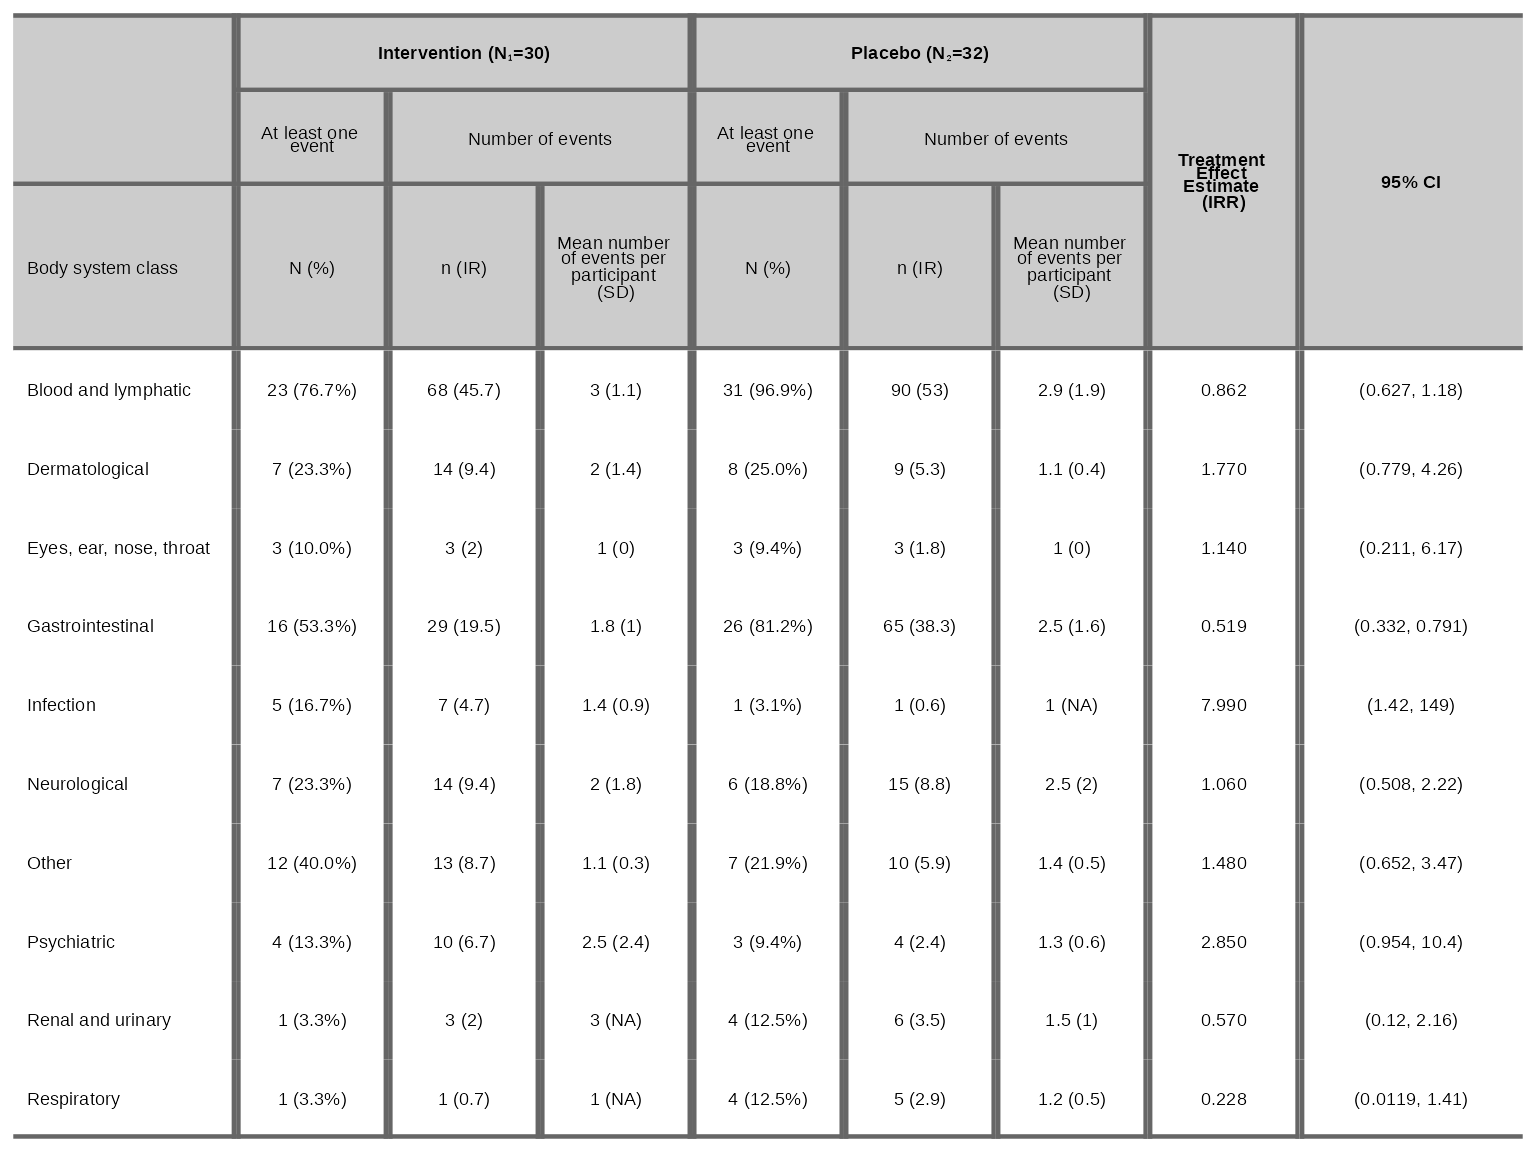 Intervention (N₁=30) Placebo (N₂=32)
At least one
event
Number of events
At least one
event
Number of events
Treatment
Effect
Estimate
(IRR)
95% CI
Body system class
N (%)
n (IR)
Mean number
of events per
participant
(SD)
N (%)
n (IR)
Mean number
of events per
participant
(SD)
Blood and lymphatic 23 (76.7%) 68 (45.7) 3 (1.1) 31 (96.9%) 90 (53) 2.9 (1.9) 0.862 (0.627, 1.18)
Dermatological 7 (23.3%) 14 (9.4) 2 (1.4) 8 (25.0%) 9 (5.3) 1.1 (0.4) 1.770 (0.779, 4.26)
Eyes, ear, nose, throat 3 (10.0%) 3 (2) 1 (0) 3 (9.4%) 3 (1.8) 1 (0) 1.140 (0.211, 6.17)
Gastrointestinal 16 (53.3%) 29 (19.5) 1.8 (1) 26 (81.2%) 65 (38.3) 2.5 (1.6) 0.519 (0.332, 0.791)
Infection 5 (16.7%) 7 (4.7) 1.4 (0.9) 1 (3.1%) 1 (0.6) 1 (NA) 7.990 (1.42, 149)
Neurological 7 (23.3%) 14 (9.4) 2 (1.8) 6 (18.8%) 15 (8.8) 2.5 (2) 1.060 (0.508, 2.22)
Other 12 (40.0%) 13 (8.7) 1.1 (0.3) 7 (21.9%) 10 (5.9) 1.4 (0.5) 1.480 (0.652, 3.47)
Psychiatric 4 (13.3%) 10 (6.7) 2.5 (2.4) 3 (9.4%) 4 (2.4) 1.3 (0.6) 2.850 (0.954, 10.4)
Renal and urinary 1 (3.3%) 3 (2) 3 (NA) 4 (12.5%) 6 (3.5) 1.5 (1) 0.570 (0.12, 2.16)
Respiratory 1 (3.3%) 1 (0.7) 1 (NA) 4 (12.5%) 5 (2.9) 1.2 (0.5) 0.228 (0.0119, 1.41)